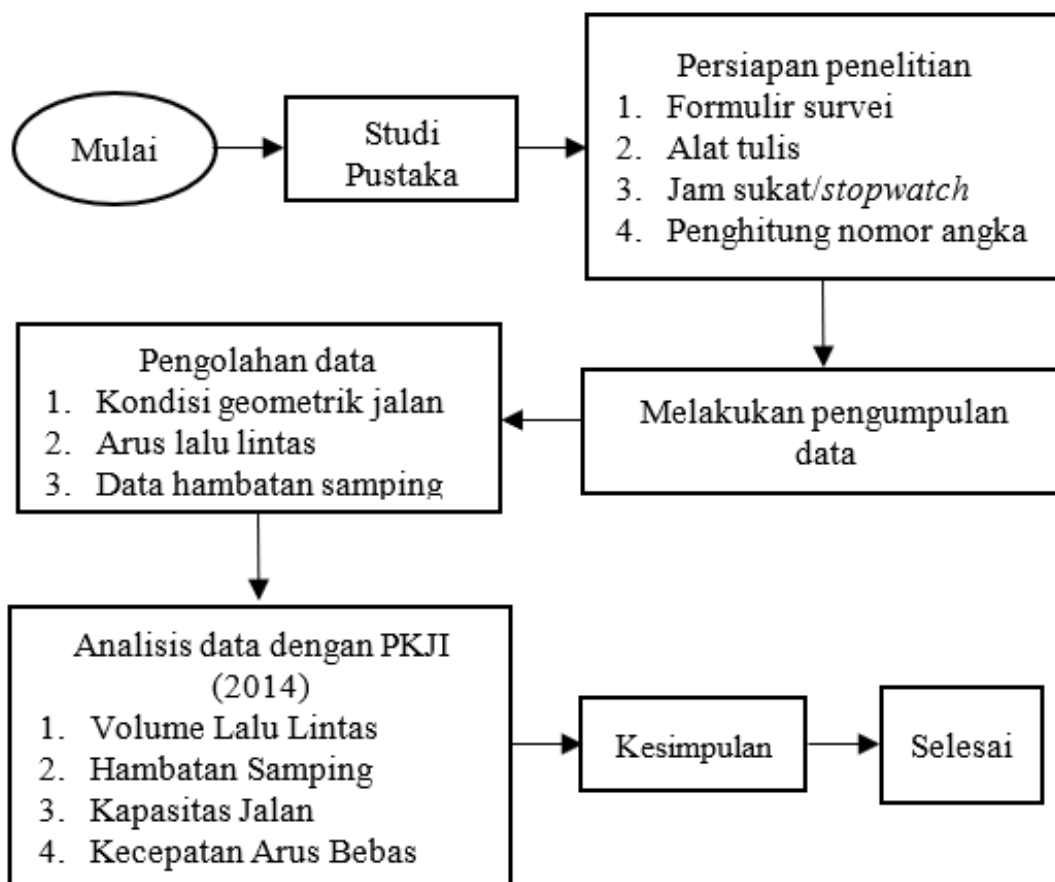 Mulai
Studi
Pustaka
Persiapan penelitian
1. Formulir survei
2. Alat tulis
3. Jam sukat/stopwatch
4. Penghitung nomor angka
Melakukan pengumpulan
data
Pengolahan data
1. Kondisi geometrik jalan
2. Arus lalu lintas
3. Data hambatan samping
Analisis data dengan PKJI
(2014)
1. Volume Lalu Lintas
2. Hambatan Samping
3. Kapasitas Jalan
4. Kecepatan Arus Bebas
Kesimpulan
Selesai